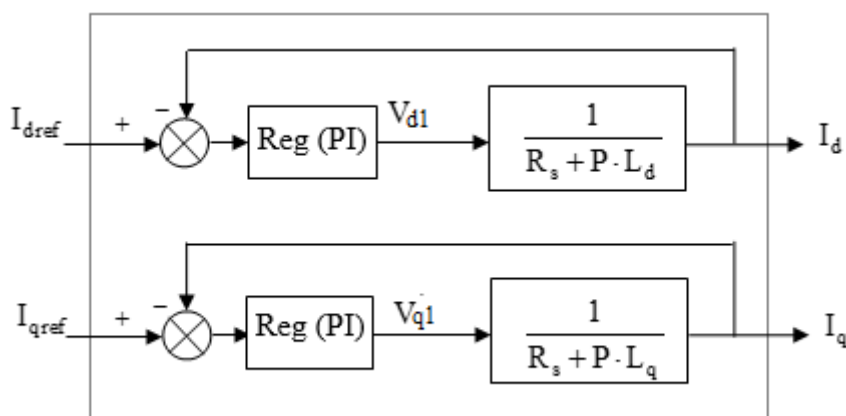 I_dref
+
−
Reg (PI)
V_d1
1
R_s + P · L_d
I_d
I_qref
+
−
Reg (PI)
V_q1
1
R_s + P · L_q
I_q